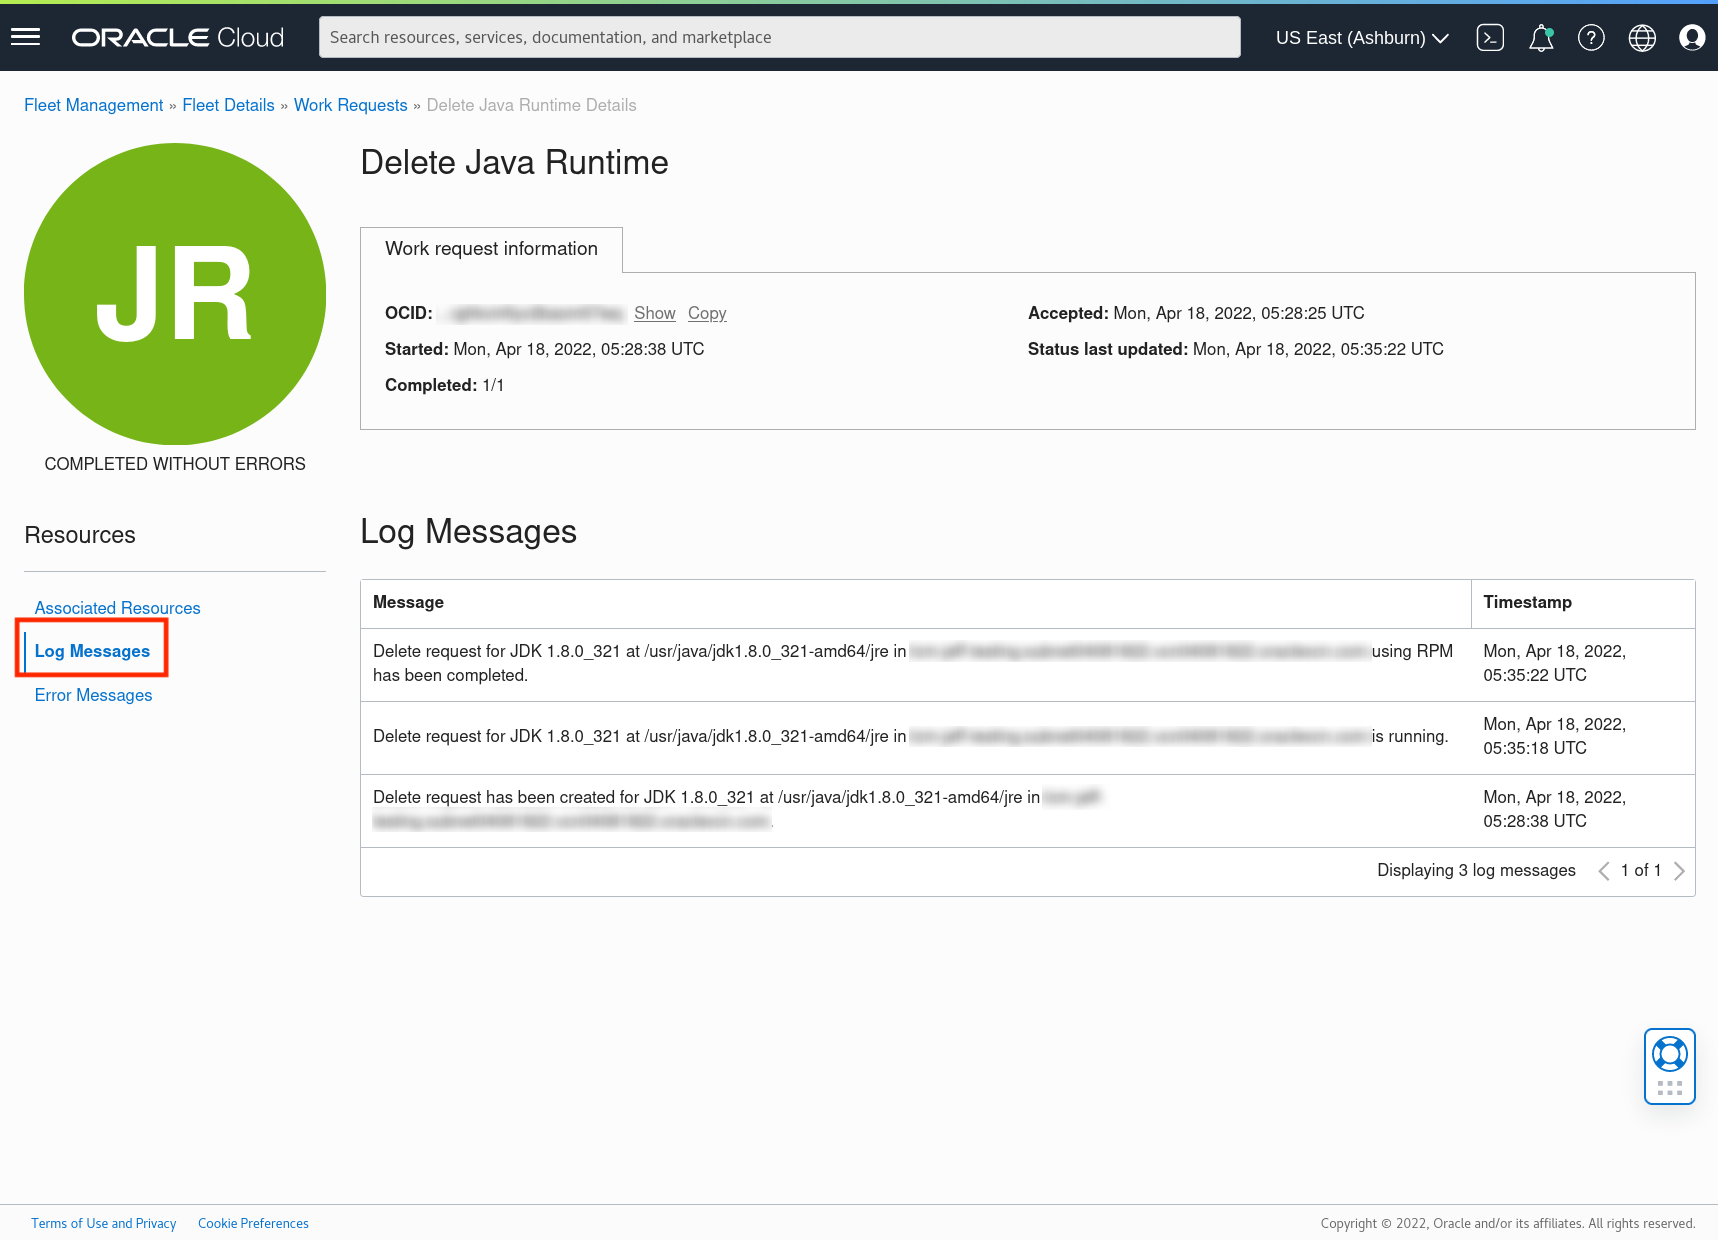 ORACLE Cloud
Search resources, services, documentation, and marketplace
US East (Ashburn)
Fleet Management » Fleet Details » Work Requests » Delete Java Runtime Details
JR
COMPLETED WITHOUT ERRORS
Delete Java Runtime
Work request information
OCID: Show Copy
Accepted: Mon, Apr 18, 2022, 05:28:25 UTC
Started: Mon, Apr 18, 2022, 05:28:38 UTC
Status last updated: Mon, Apr 18, 2022, 05:35:22 UTC
Completed: 1/1
Resources
Associated Resources
Log Messages
Error Messages
Log Messages
Message
Timestamp
Delete request for JDK 1.8.0_321 at /usr/java/jdk1.8.0_321-amd64/jre in using RPM
has been completed.
Mon, Apr 18, 2022,
05:35:22 UTC
Delete request for JDK 1.8.0_321 at /usr/java/jdk1.8.0_321-amd64/jre in is running.
Mon, Apr 18, 2022,
05:35:18 UTC
Delete request has been created for JDK 1.8.0_321 at /usr/java/jdk1.8.0_321-amd64/jre in
.
Mon, Apr 18, 2022,
05:28:38 UTC
Displaying 3 log messages
1 of 1
Terms of Use and Privacy
Cookie Preferences
Copyright © 2022, Oracle and/or its affiliates. All rights reserved.